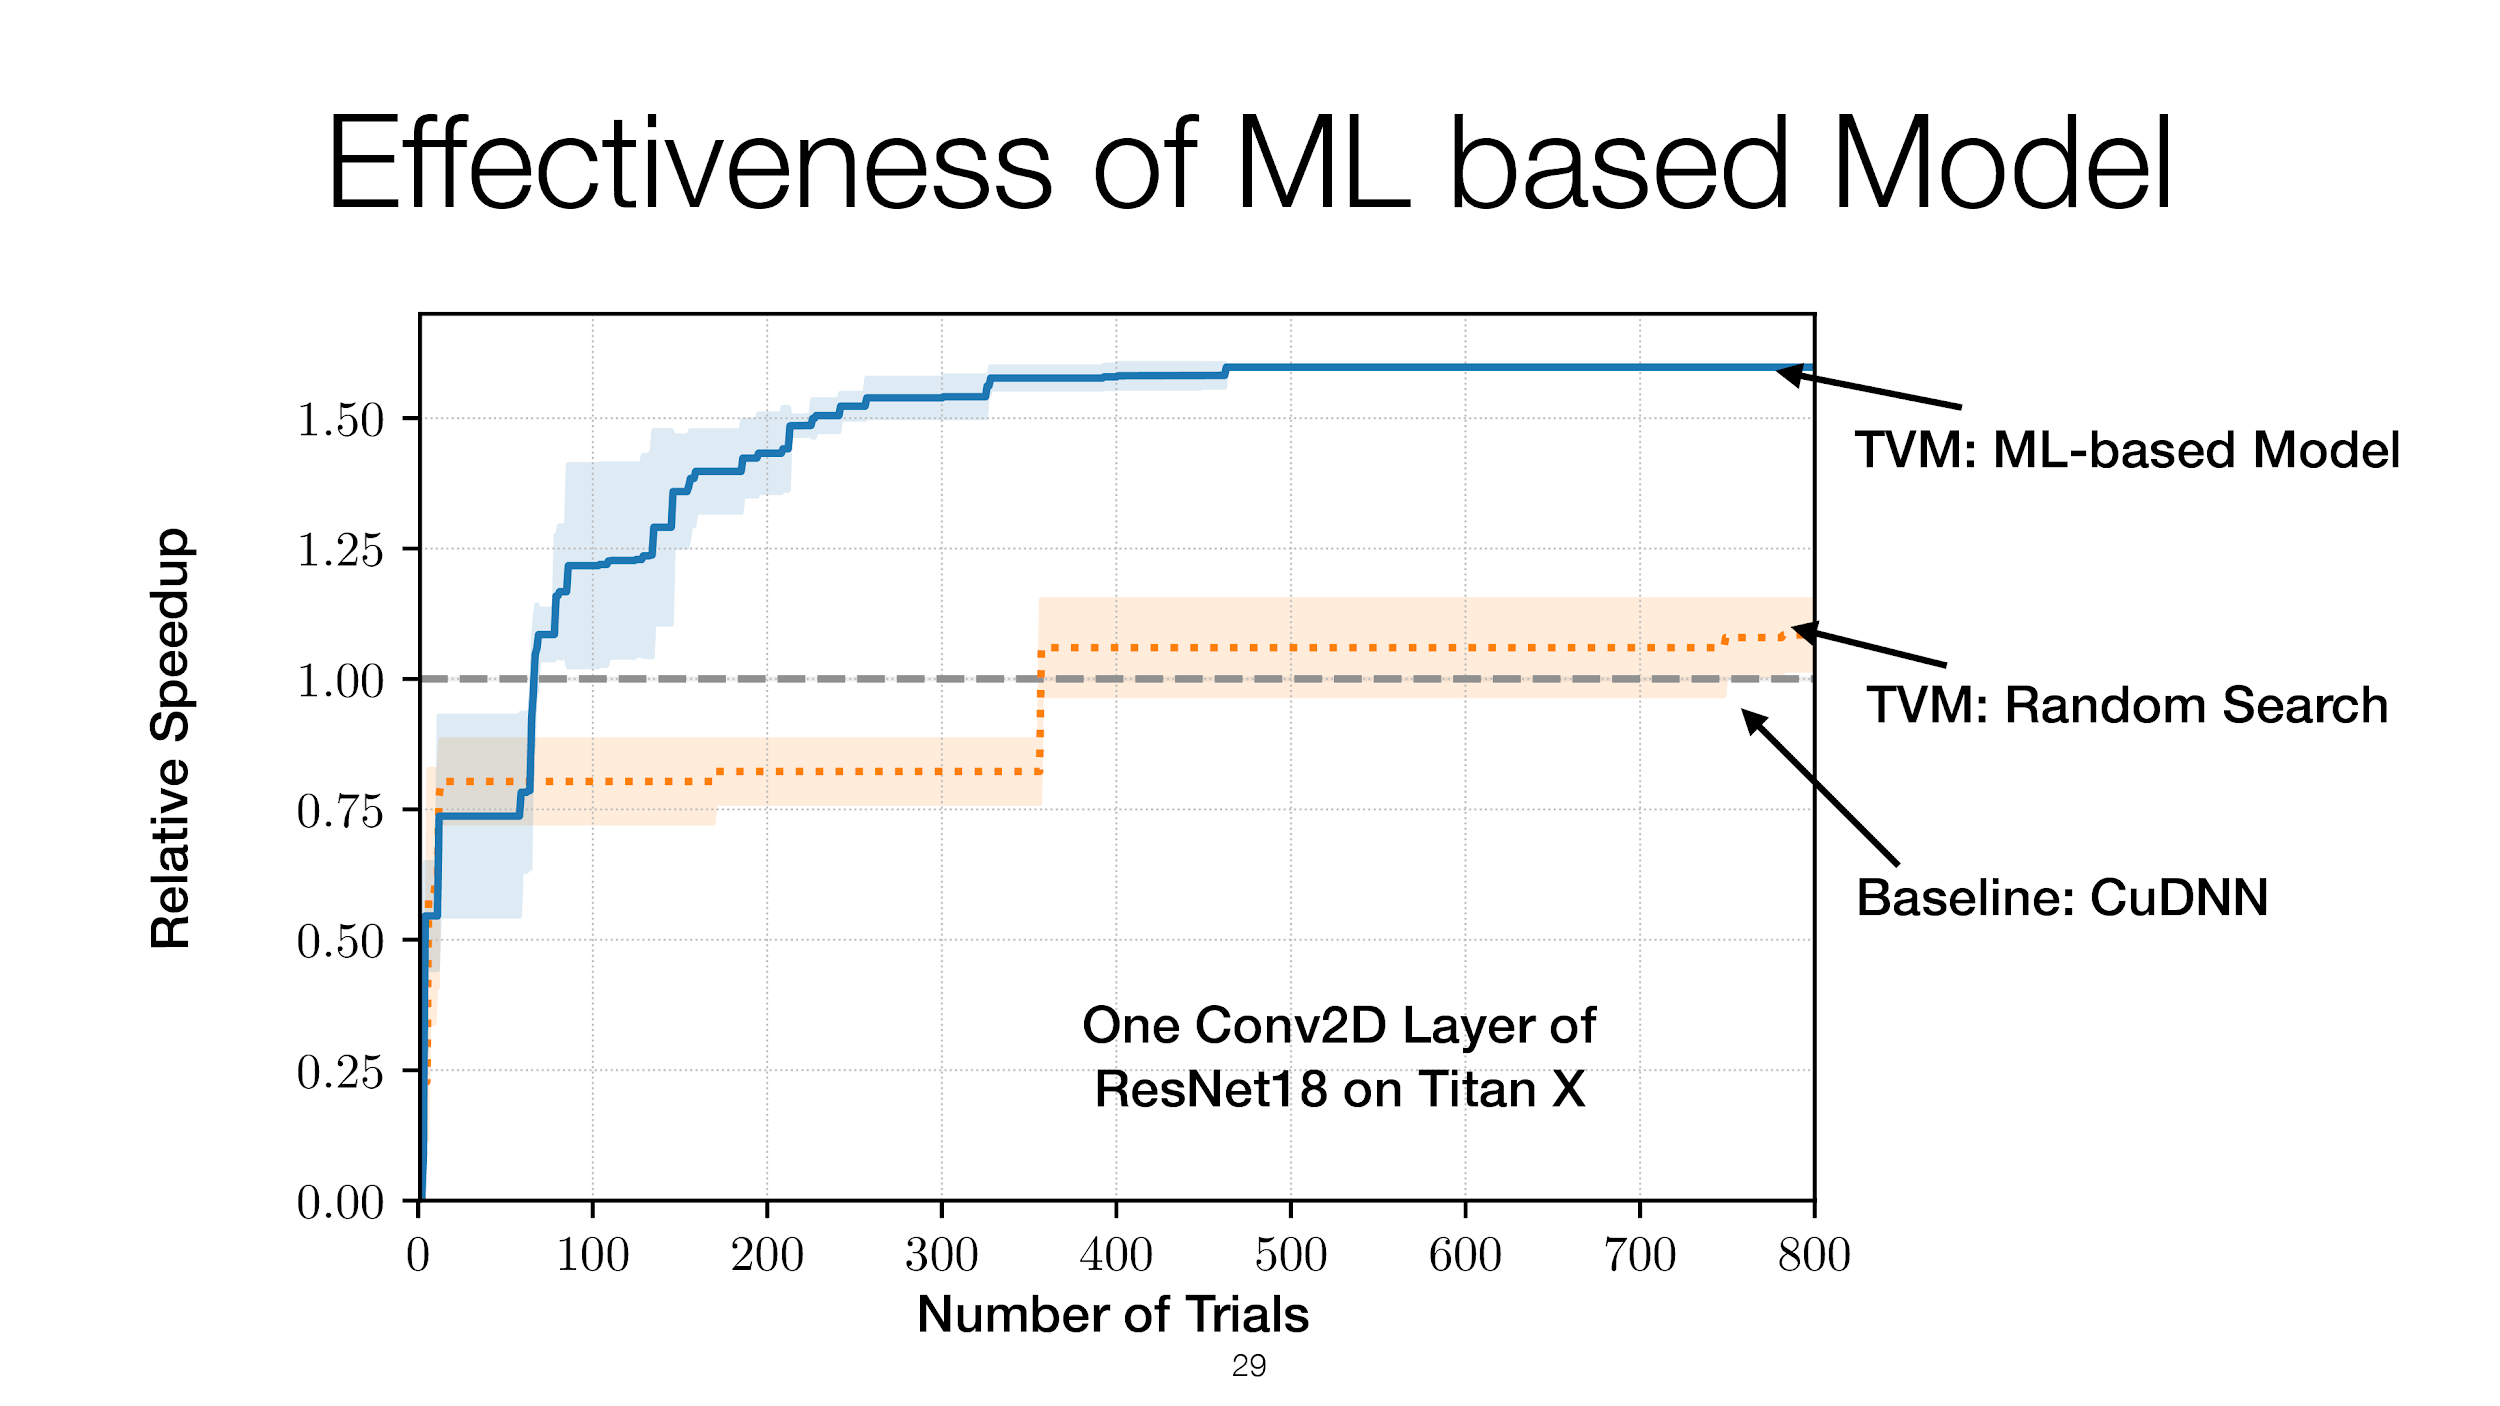 Effectiveness of ML based Model
1.50
1.25
1.00
0.75
0.50
0.25
0.00
Relative Speedup
0 100 200 300 400 500 600 700 800
Number of Trials
TVM: ML-based Model
TVM: Random Search
Baseline: CuDNN
One Conv2D Layer of
ResNet18 on Titan X
29